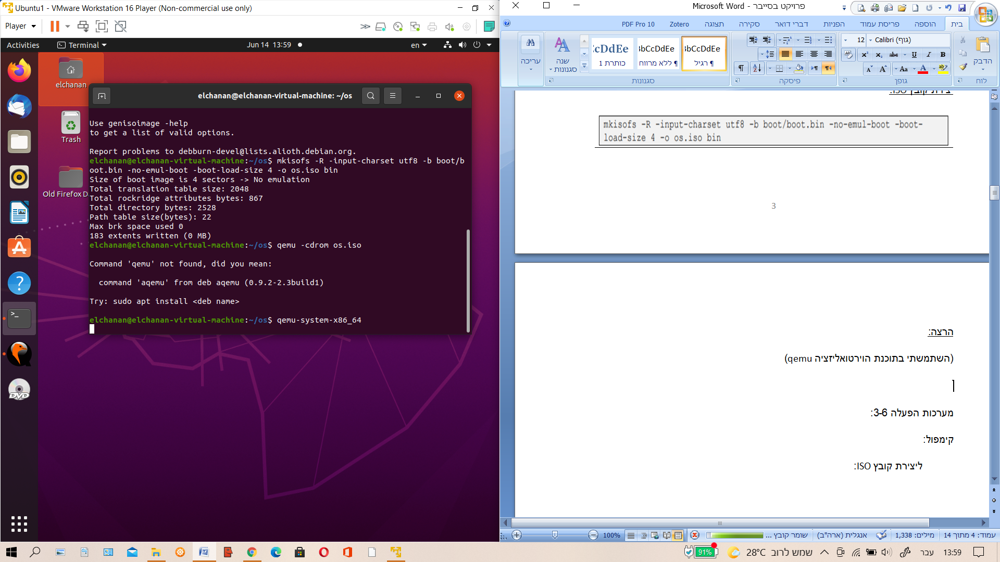 Ubuntu1 - VMware Workstation 16 Player (Non-commercial use only)
Player
Activities
Terminal
Jun 14 13:59
en
elchanan
Trash
Old Firefox D
elchanan@elchanan-virtual-machine: ~/os
Use genisoimage -help
to get a list of valid options.
Report problems to debburn-devel@lists.alioth.debian.org.
elchanan@elchanan-virtual-machine:~/os$ mkisofs -R -input-charset utf8 -b boot/b
oot.bin -no-emul-boot -boot-load-size 4 -o os.iso bin
Size of boot image is 4 sectors -> No emulation
Total translation table size: 2048
Total rockridge attributes bytes: 867
Total directory bytes: 2528
Path table size(bytes): 22
Max brk space used 0
183 extents written (0 MB)
elchanan@elchanan-virtual-machine:~/os$ qemu -cdrom os.iso
Command 'qemu' not found, did you mean:
command 'aqemu' from deb aqemu (0.9.2-2.3build1)
Try: sudo apt install <deb name>
elchanan@elchanan-virtual-machine:~/os$ qemu-system-x86_64
DVD
פרויקט בסייבר - Microsoft Word
בית
הוספה
פריסת עמוד
הפניות
דברי דואר
סקירה
תצוגה
Zotero
PDF Pro 10
הדבק
לוח
Calibri (גוף)
12
גופן
פיסקה
AaBbCcDdEe
¶ רגיל
AaBbCcDdEe
¶ ללא מרווח
כותרת 1
שנה
סגנונות
סגנונות
עריכה
mkisofs -R -input-charset utf8 -b boot/boot.bin -no-emul-boot -boot-
load-size 4 -o os.iso bin
3
הרצה:
(השתמשתי בתוכנת הוירטואליזציה qemu)
מערכות הפעלה 3-6:
קימפול:
ליצירת קובץ ISO:
עמוד: 4 מתוך 14
מילים: 1,338
אנגלית (ארה"ב)
שומר קובץ ...
100%
91%
28°C
שמש לרוב
עבר
13:59